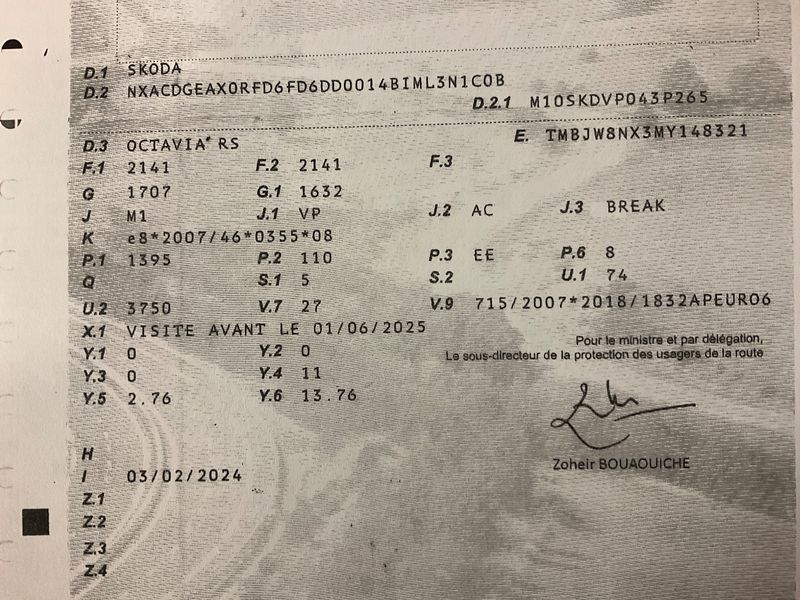 D.1 SKODA
D.2 NXACDGEAX0RFD6FD6DD0014BIML3N1C0B
D.2.1 M10SKDVP043P265
D.3 OCTAVIA* RS E. TMBJW8NX3MY148321
F.1 2141 F.2 2141 F.3
G 1707 G.1 1632
J M1 J.1 VP J.2 AC J.3 BREAK
K e8*2007/46*0355*08
P.1 1395 P.2 110 P.3 EE P.6 8
Q S.1 5 S.2 U.1 74
U.2 3750 V.7 27 V.9 715/2007*2018/1832APEURO6
X.1 VISITE AVANT LE 01/06/2025
Y.1 0 Y.2 0
Pour le ministre et par délégation,
Le sous-directeur de la protection des usagers de la route
Y.3 0 Y.4 11
Y.5 2.76 Y.6 13.76
H
Zoheir BOUAOUICHE
I 03/02/2024
Z.1
Z.2
Z.3
Z.4